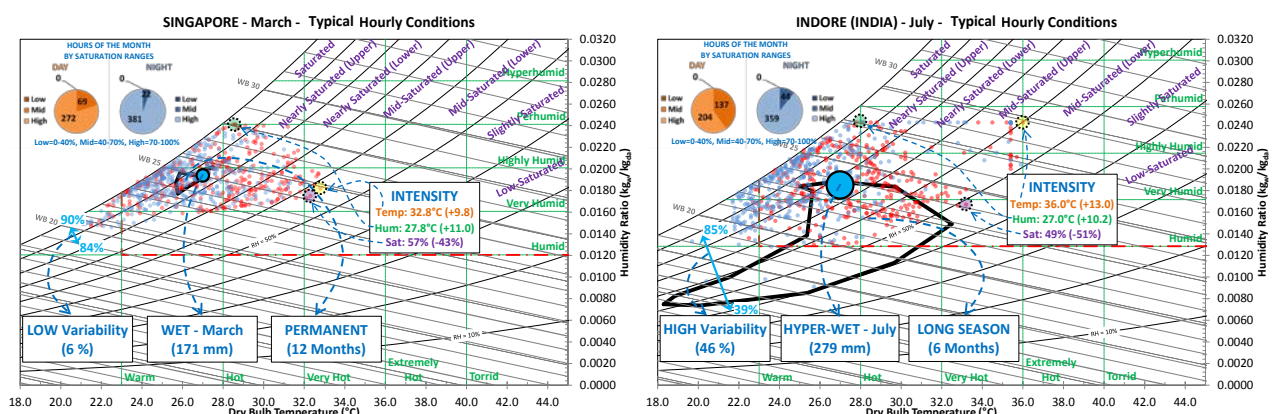 SINGAPORE - March - Typical Hourly Conditions
HOURS OF THE MONTH
BY SATURATION RANGES
DAY
NIGHT
0
0
69
272
22
381
Low
Mid
High
Low
Mid
High
Low=0-40%, Mid=40-70%, High=70-100%
WB 30
WB 25
WB 20
Saturated
Nearly Saturated (Upper)
Nearly Saturated (Lower)
Mid-Saturated (Upper)
Mid-Saturated (Lower)
Slightly Saturated
Low-Saturated
Hyperhumid
Perhumid
Highly Humid
Very Humid
Humid
INTENSITY
Temp: 32.8°C (+9.8)
Hum: 27.8°C (+11.0)
Sat: 57% (-43%)
90%
84%
RH = 50%
RH = 10%
LOW Variability
(6 %)
WET - March
(171 mm)
PERMANENT
(12 Months)
Warm
Hot
Very Hot
Extremely
Hot
Torrid
0.0320
0.0300
0.0280
0.0260
0.0240
0.0220
0.0200
0.0180
0.0160
0.0140
0.0120
0.0100
0.0080
0.0060
0.0040
0.0020
0.0000
Humidity Ratio (kgw/ kgda)
18.0 20.0 22.0 24.0 26.0 28.0 30.0 32.0 34.0 36.0 38.0 40.0 42.0 44.0
Dry Bulb Temperature (°C)
INDORE (INDIA) - July - Typical Hourly Conditions
HOURS OF THE MONTH
BY SATURATION RANGES
DAY
NIGHT
0
0
137
204
359
Low
Mid
High
Low
Mid
High
Low=0-40%, Mid=40-70%, High=70-100%
WB 30
WB 25
WB 20
Saturated
Nearly Saturated (Upper)
Nearly Saturated (Lower)
Mid-Saturated (Upper)
Mid-Saturated (Lower)
Slightly Saturated
Low-Saturated
Hyperhumid
Perhumid
Highly Humid
Very Humid
Humid
INTENSITY
Temp: 36.0°C (+13.0)
Hum: 27.0°C (+10.2)
Sat: 49% (-51%)
85%
39%
RH = 50%
RH = 10%
HIGH Variability
(46 %)
HYPER-WET - July
(279 mm)
LONG SEASON
(6 Months)
Warm
Hot
Very Hot
Extremely
Hot
Torrid
0.0320
0.0300
0.0280
0.0260
0.0240
0.0220
0.0200
0.0180
0.0160
0.0140
0.0120
0.0100
0.0080
0.0060
0.0040
0.0020
0.0000
Humidity Ratio (kgw/ kgda)
18.0 20.0 22.0 24.0 26.0 28.0 30.0 32.0 34.0 36.0 38.0 40.0 42.0 44.0
Dry Bulb Temperature (°C)